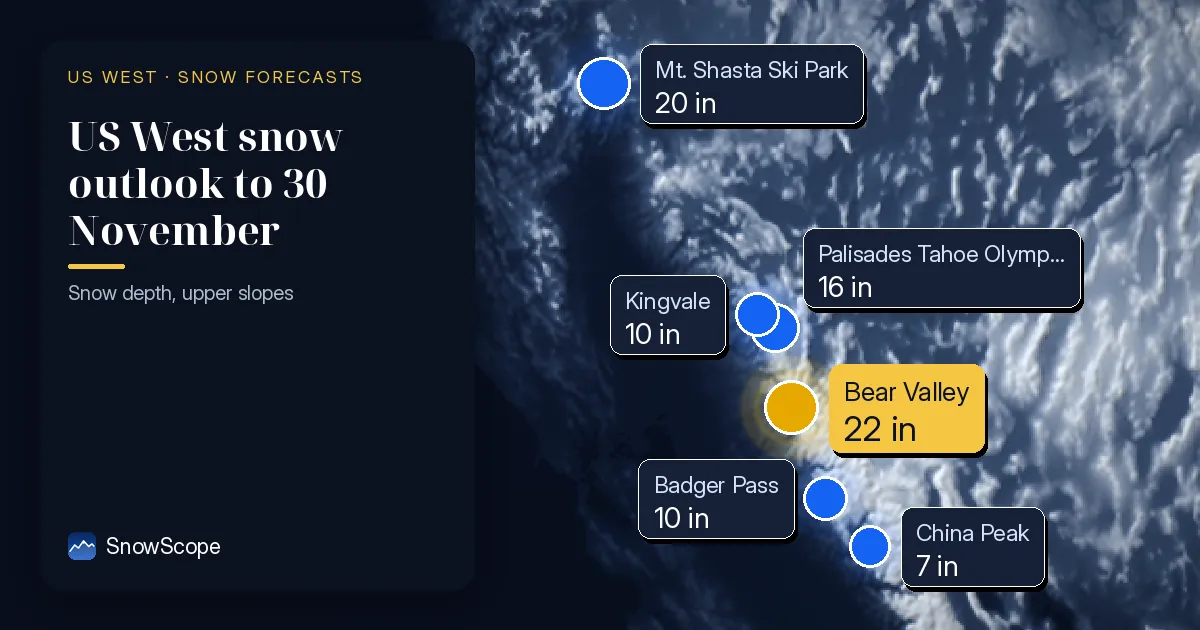 US WEST · SNOW FORECASTS
US West snow
outlook to 30
November
Snow depth, upper slopes
SnowScope
Mt. Shasta Ski Park
20 in
Palisades Tahoe Olymp...
16 in
Kingvale
10 in
Bear Valley
22 in
Badger Pass
10 in
China Peak
7 in